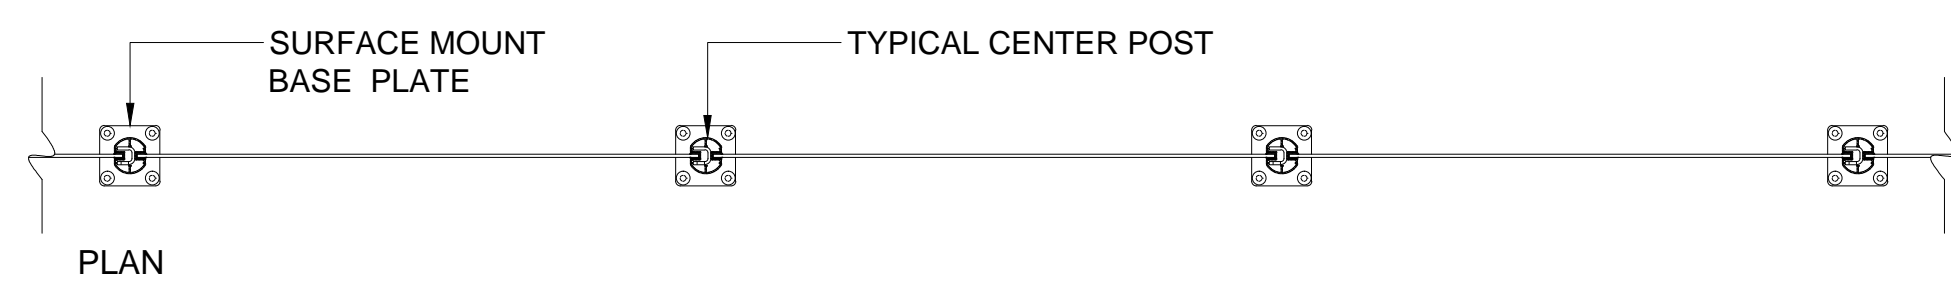 SURFACE MOUNT
BASE PLATE
TYPICAL CENTER POST
PLAN